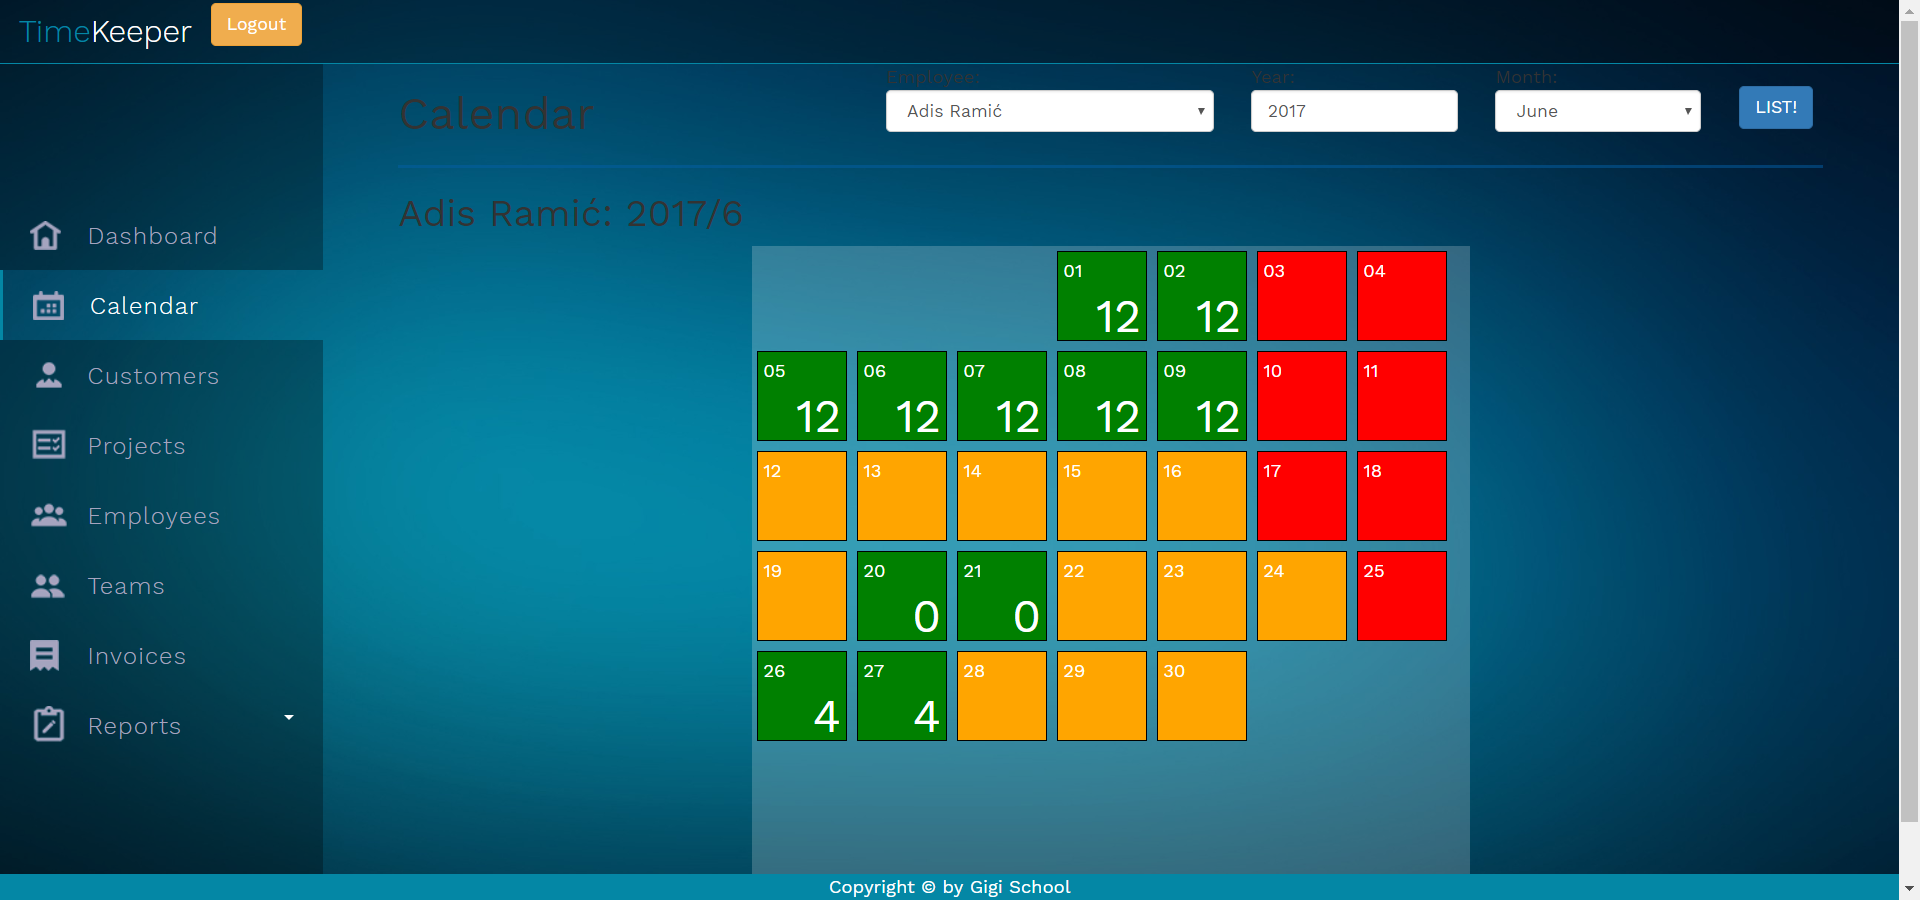 TimeKeeper Logout
Employee: Year: Month:
Calendar Adis Ramić 2017 June LIST!
Adis Ramić: 2017/6
Dashboard
Calendar
Customers
Projects
Employees
Teams
Invoices
Reports
01 02 03 04
12 12
05 06 07 08 09 10 11
12 12 12 12 12
12 13 14 15 16 17 18
19 20 21 22 23 24 25
0 0
26 27 28 29 30
4 4
Copyright © by Gigi School